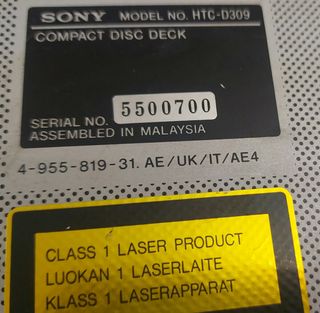 SONY MODEL NO. HTC-D309
COMPACT DISC DECK
SERIAL NO. 5500700
ASSEMBLED IN MALAYSIA
4-955-819-31. AE/UK/IT/AE4
CLASS 1 LASER PRODUCT
LUOKAN 1 LASERLAITE
KLASS 1 LASERAPPARAT